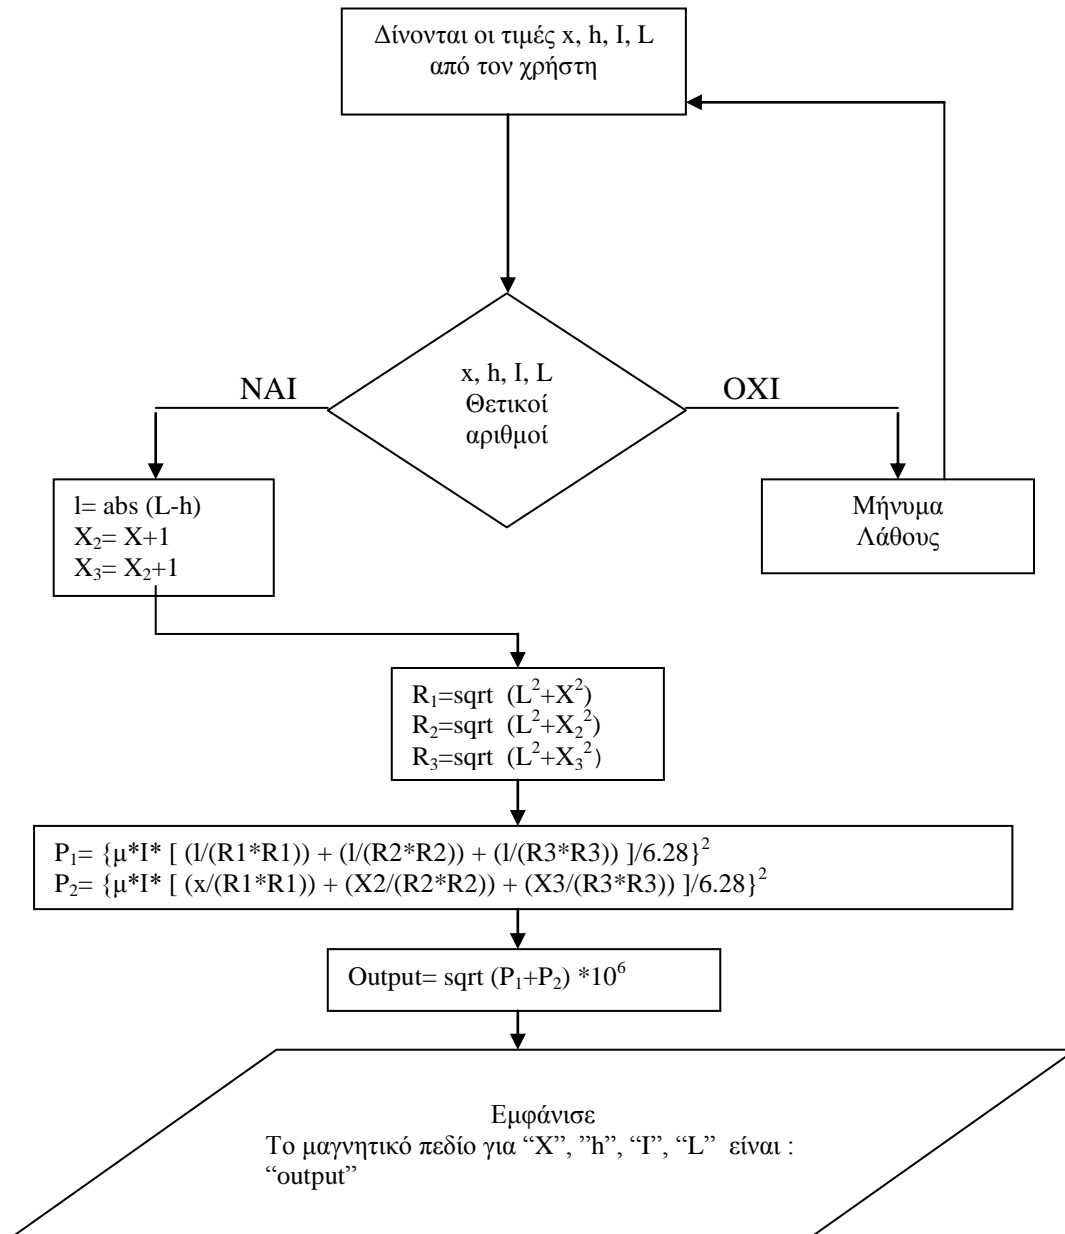 Δίνονται οι τιμές x, h, I, L
από τον χρήστη
x, h, I, L
Θετικοί
αριθμοί
ΝΑΙ
ΟΧΙ
l= abs (L-h)
X₂= X+1
X₃= X₂+1
Μήνυμα
Λάθους
R₁=sqrt (L²+X²)
R₂=sqrt (L²+X₂²)
R₃=sqrt (L²+X₃²)
P₁= {μ*I* [ (l/(R1*R1)) + (l/(R2*R2)) + (l/(R3*R3)) ]/6.28}²
P₂= {μ*I* [ (x/(R1*R1)) + (X2/(R2*R2)) + (X3/(R3*R3)) ]/6.28}²
Output= sqrt (P₁+P₂) *10⁶
Εμφάνισε
Το μαγνητικό πεδίο για “X”, ”h”, “I”, “L” είναι :
“output”